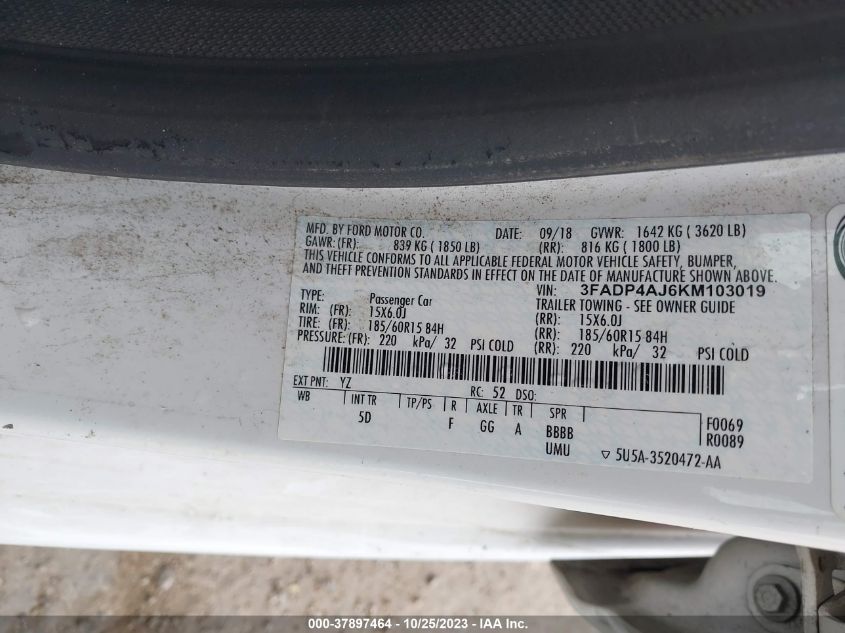 MFD. BY FORD MOTOR CO. DATE: 09/18 GVWR: 1642 KG ( 3620 LB)
GAWR: (FR): 839 KG ( 1850 LB) (RR): 816 KG ( 1800 LB)
THIS VEHICLE CONFORMS TO ALL APPLICABLE FEDERAL MOTOR VEHICLE SAFETY, BUMPER,
AND THEFT PREVENTION STANDARDS IN EFFECT ON THE DATE OF MANUFACTURE SHOWN ABOVE.
VIN: 3FADP4AJ6KM103019
TYPE: Passenger Car TRAILER TOWING - SEE OWNER GUIDE
RIM: (FR): 15X6.0J (RR): 15X6.0J
TIRE: (FR): 185/60R15 84H (RR): 185/60R15 84H
PRESSURE: (FR): 220 kPa/ 32 PSI COLD (RR): 220 kPa/ 32 PSI COLD
EXT PNT: YZ RC: 52 DSO:
WB INT TR TP/PS R AXLE TR SPR F0069
5D F GG A BBBB R0089
UMU ▽ 5U5A-3520472-AA
000-37897464 - 10/25/2023 - IAA Inc.